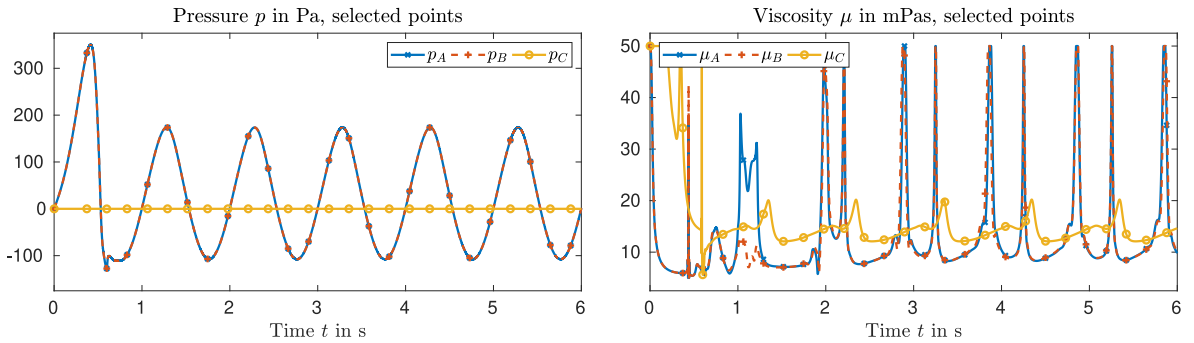 Pressure p in Pa, selected points
p_A p_B p_C
300
200
100
0
-100
0 1 2 3 4 5 6
Time t in s
Viscosity μ in mPas, selected points
μ_A μ_B μ_C
50
40
30
20
10
0 1 2 3 4 5 6
Time t in s